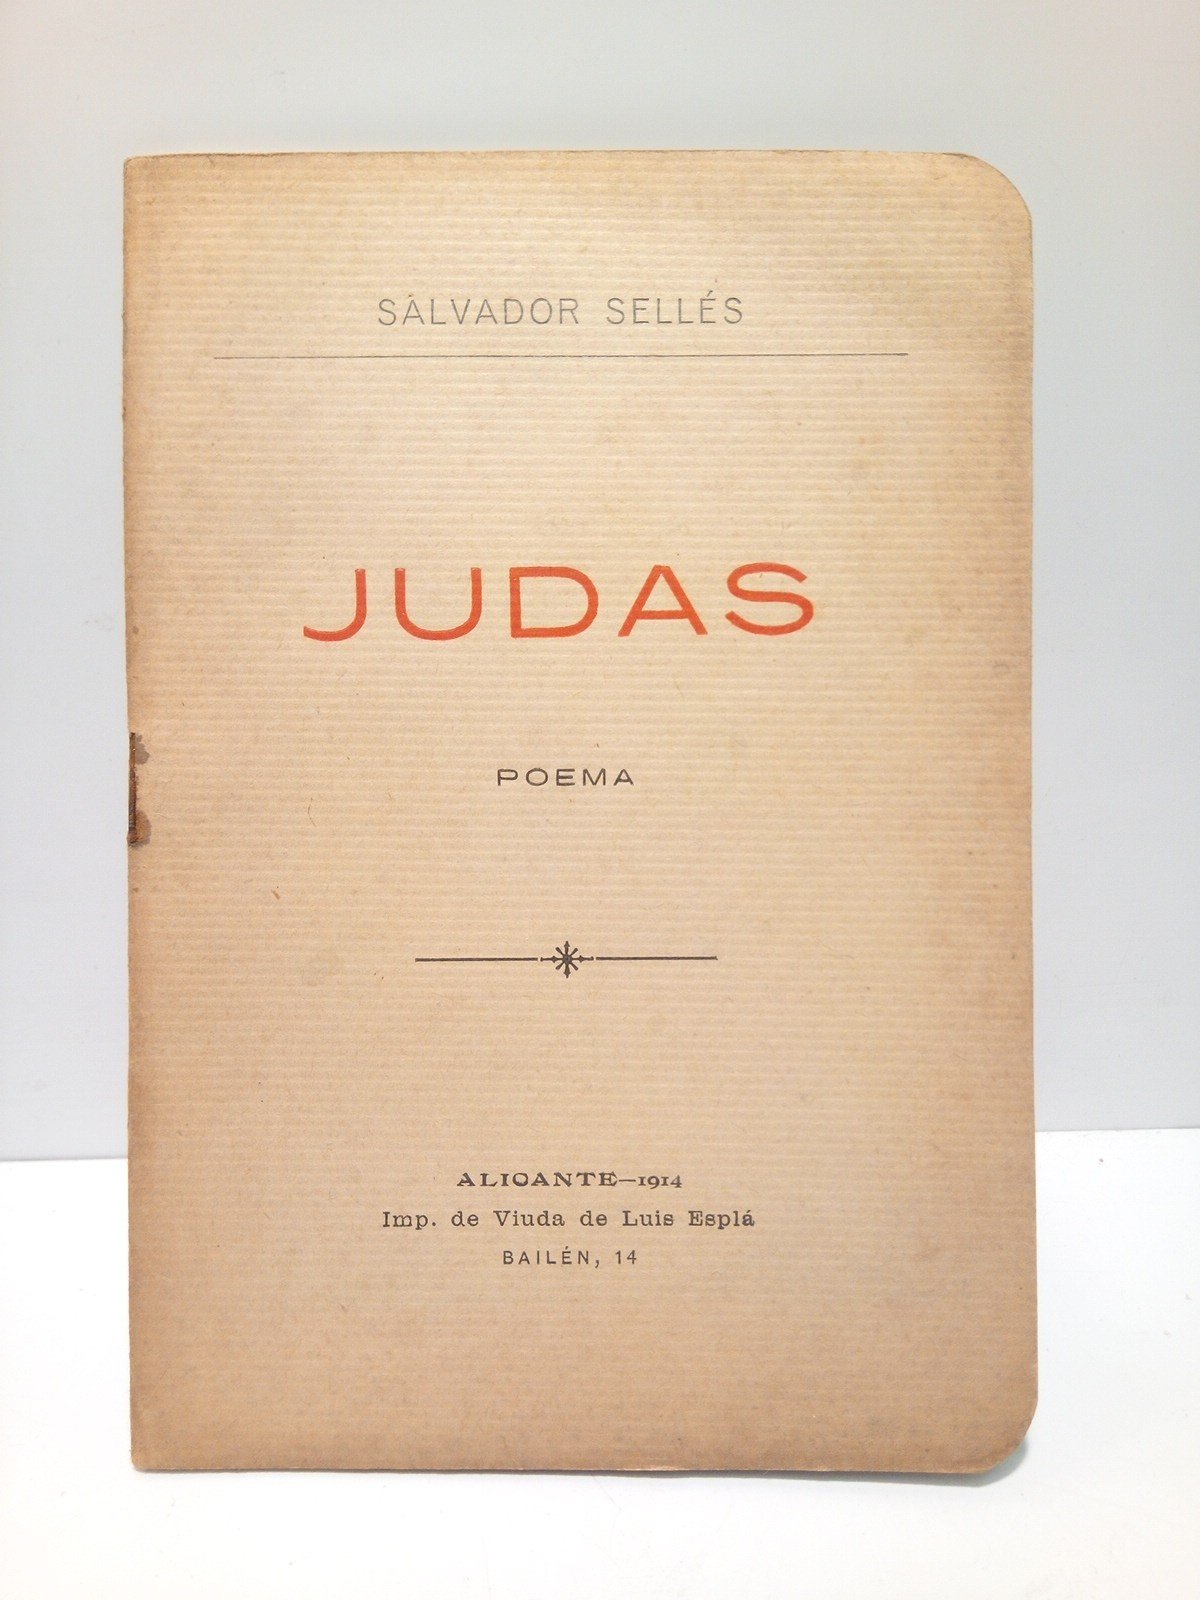 SALVADOR SELLÉS
JUDAS
POEMA
ALICANTE—1914
Imp. de Viuda de Luis Esplá
BAILÉN, 14